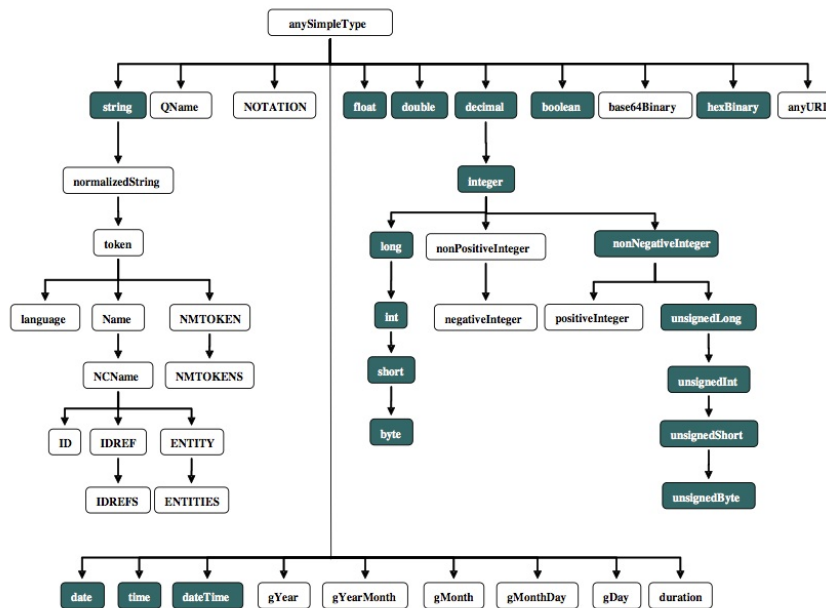 anySimpleType
string QName NOTATION float double decimal boolean base64Binary hexBinary anyURI
normalizedString integer
token long nonPositiveInteger nonNegativeInteger
language Name NMTOKEN int negativeInteger positiveInteger unsignedLong
NCName NMTOKENS short unsignedInt
ID IDREF ENTITY byte unsignedShort
IDREFS ENTITIES unsignedByte
date time dateTime gYear gYearMonth gMonth gMonthDay gDay duration